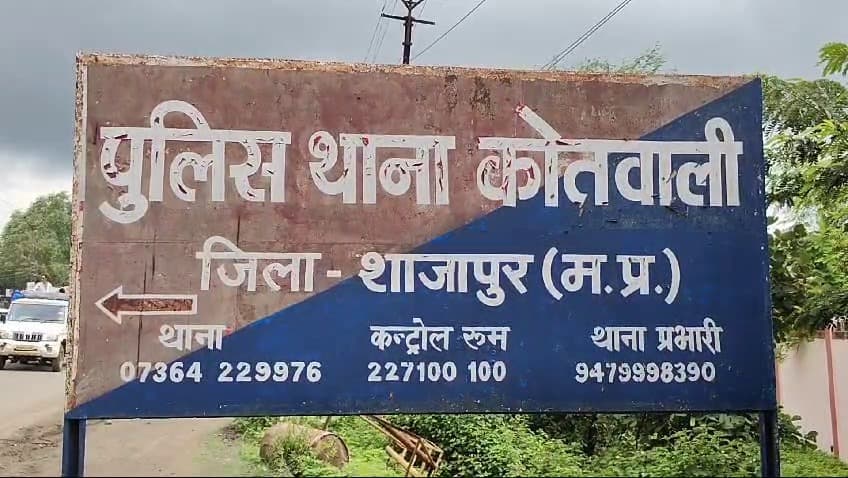 पुलिस थाना कोतवाली
जिला - शाजापुर (म.प्र.)
थाना कन्ट्रोल रूम थाना प्रभारी
07364 229976 227100 100 9479998390